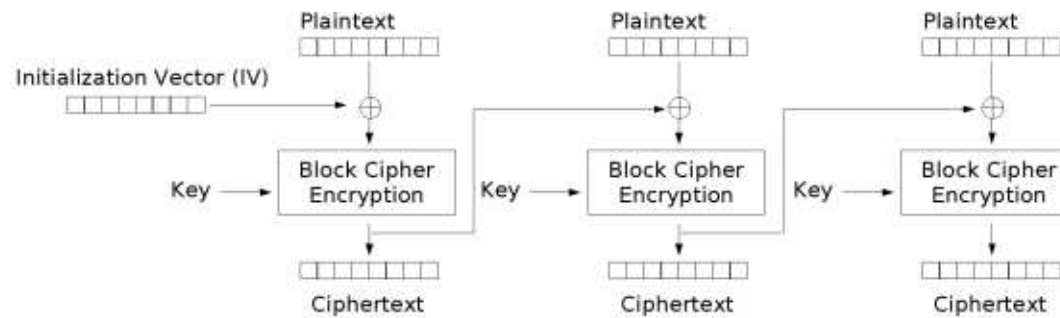 Plaintext
Plaintext
Plaintext
Initialization Vector (IV)
Key
Block Cipher
Encryption
Key
Block Cipher
Encryption
Key
Block Cipher
Encryption
Ciphertext
Ciphertext
Ciphertext